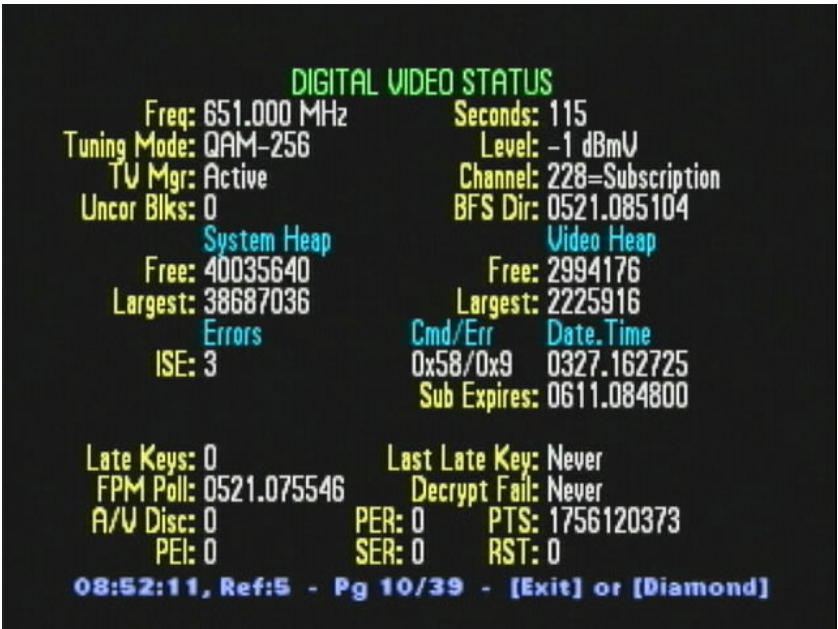 DIGITAL VIDEO STATUS
Freq: 651.000 MHz Seconds: 115
Tuning Mode: QAM-256 Level: -1 dBmV
TV Mgr: Active Channel: 228=Subscription
Uncor Blks: 0 BFS Dir: 0521.085104
System Heap Video Heap
Free: 40035640 Free: 2994176
Largest: 38687036 Largest: 2225916
Errors Cmd/Err Date.Time
ISE: 3 0x58/0x9 0327.162725
Sub Expires: 0611.084800
Late Keys: 0 Last Late Key: Never
FPM Poll: 0521.075546 Decrypt Fail: Never
A/V Disc: 0 PER: 0 PTS: 1756120373
PEI: 0 SER: 0 RST: 0
08:52:11, Ref:5 - Pg 10/39 - [Exit] or [Diamond]